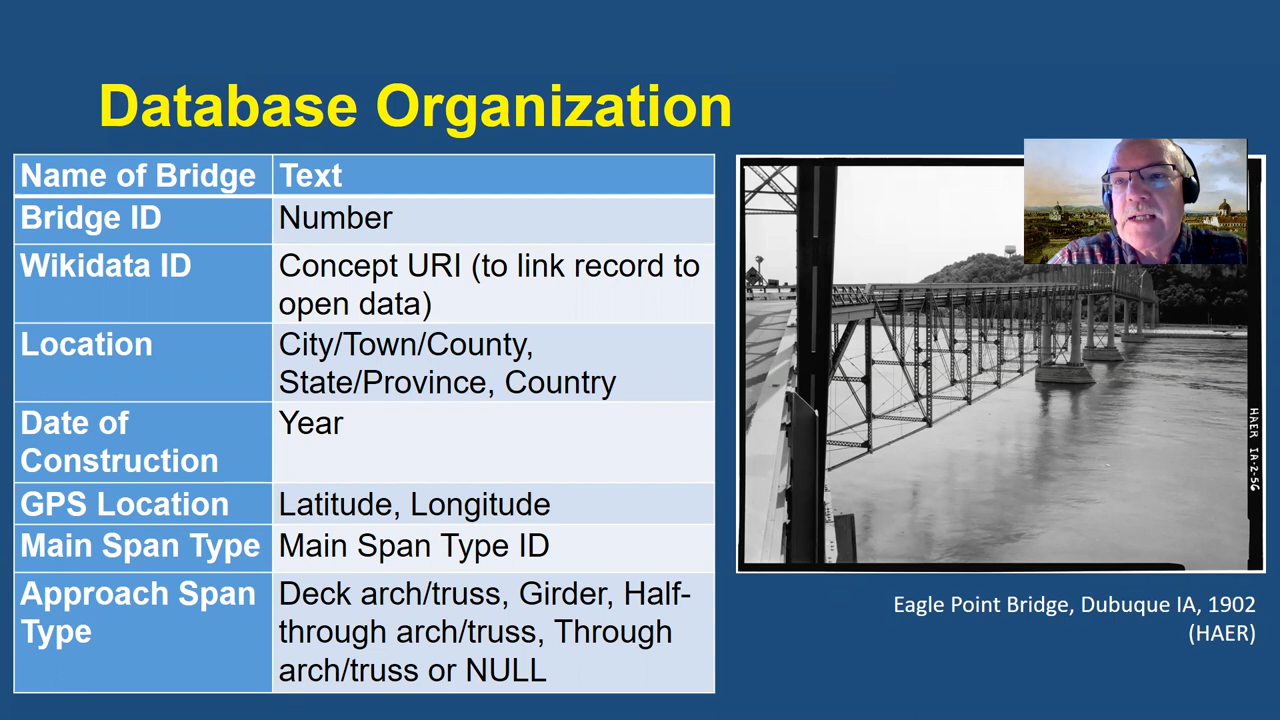 Database Organization
Name of Bridge
Text
Bridge ID
Number
Wikidata ID
Concept URI (to link record to
open data)
Location
City/Town/County,
State/Province, Country
Date of
Construction
Year
GPS Location
Latitude, Longitude
Main Span Type
Main Span Type ID
Approach Span
Type
Deck arch/truss, Girder, Half-
through arch/truss, Through
arch/truss or NULL
HAER IA-2-56
Eagle Point Bridge, Dubuque IA, 1902
(HAER)